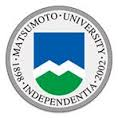 MATSUMOTO · UNIVERSITY
1898 · INDEPENDENTIA · 2002